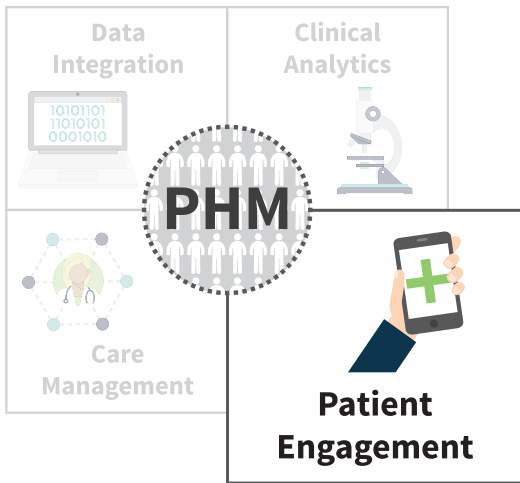 Data
Integration
Clinical
Analytics
10101101
11010101
0001010
PHM
Care
Management
Patient
Engagement